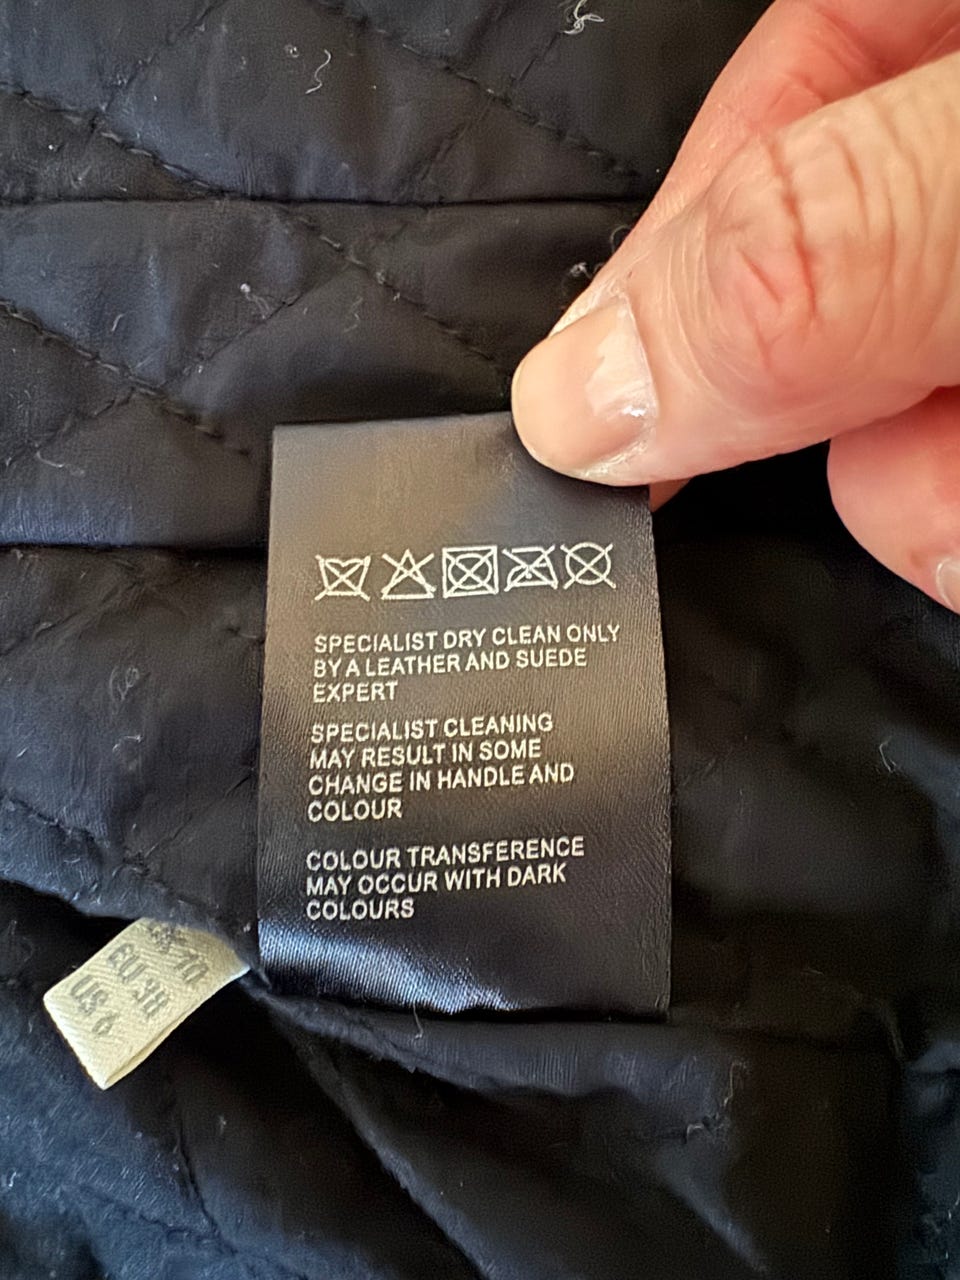 SPECIALIST DRY CLEAN ONLY
BY A LEATHER AND SUEDE
EXPERT
SPECIALIST CLEANING
MAY RESULT IN SOME
CHANGE IN HANDLE AND
COLOUR
COLOUR TRANSFERENCE
MAY OCCUR WITH DARK
COLOURS
10
EU 38
US 6